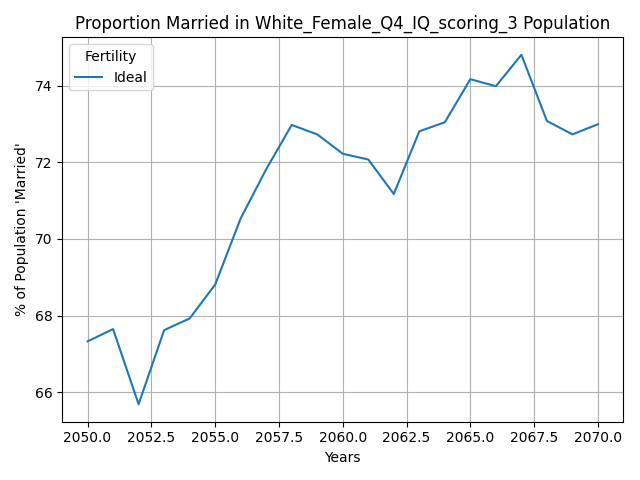 Proportion Married in White_Female_Q4_IQ_scoring_3 Population
Fertility
Ideal
% of Population 'Married'
74
72
70
68
66
2050.0 2052.5 2055.0 2057.5 2060.0 2062.5 2065.0 2067.5 2070.0
Years